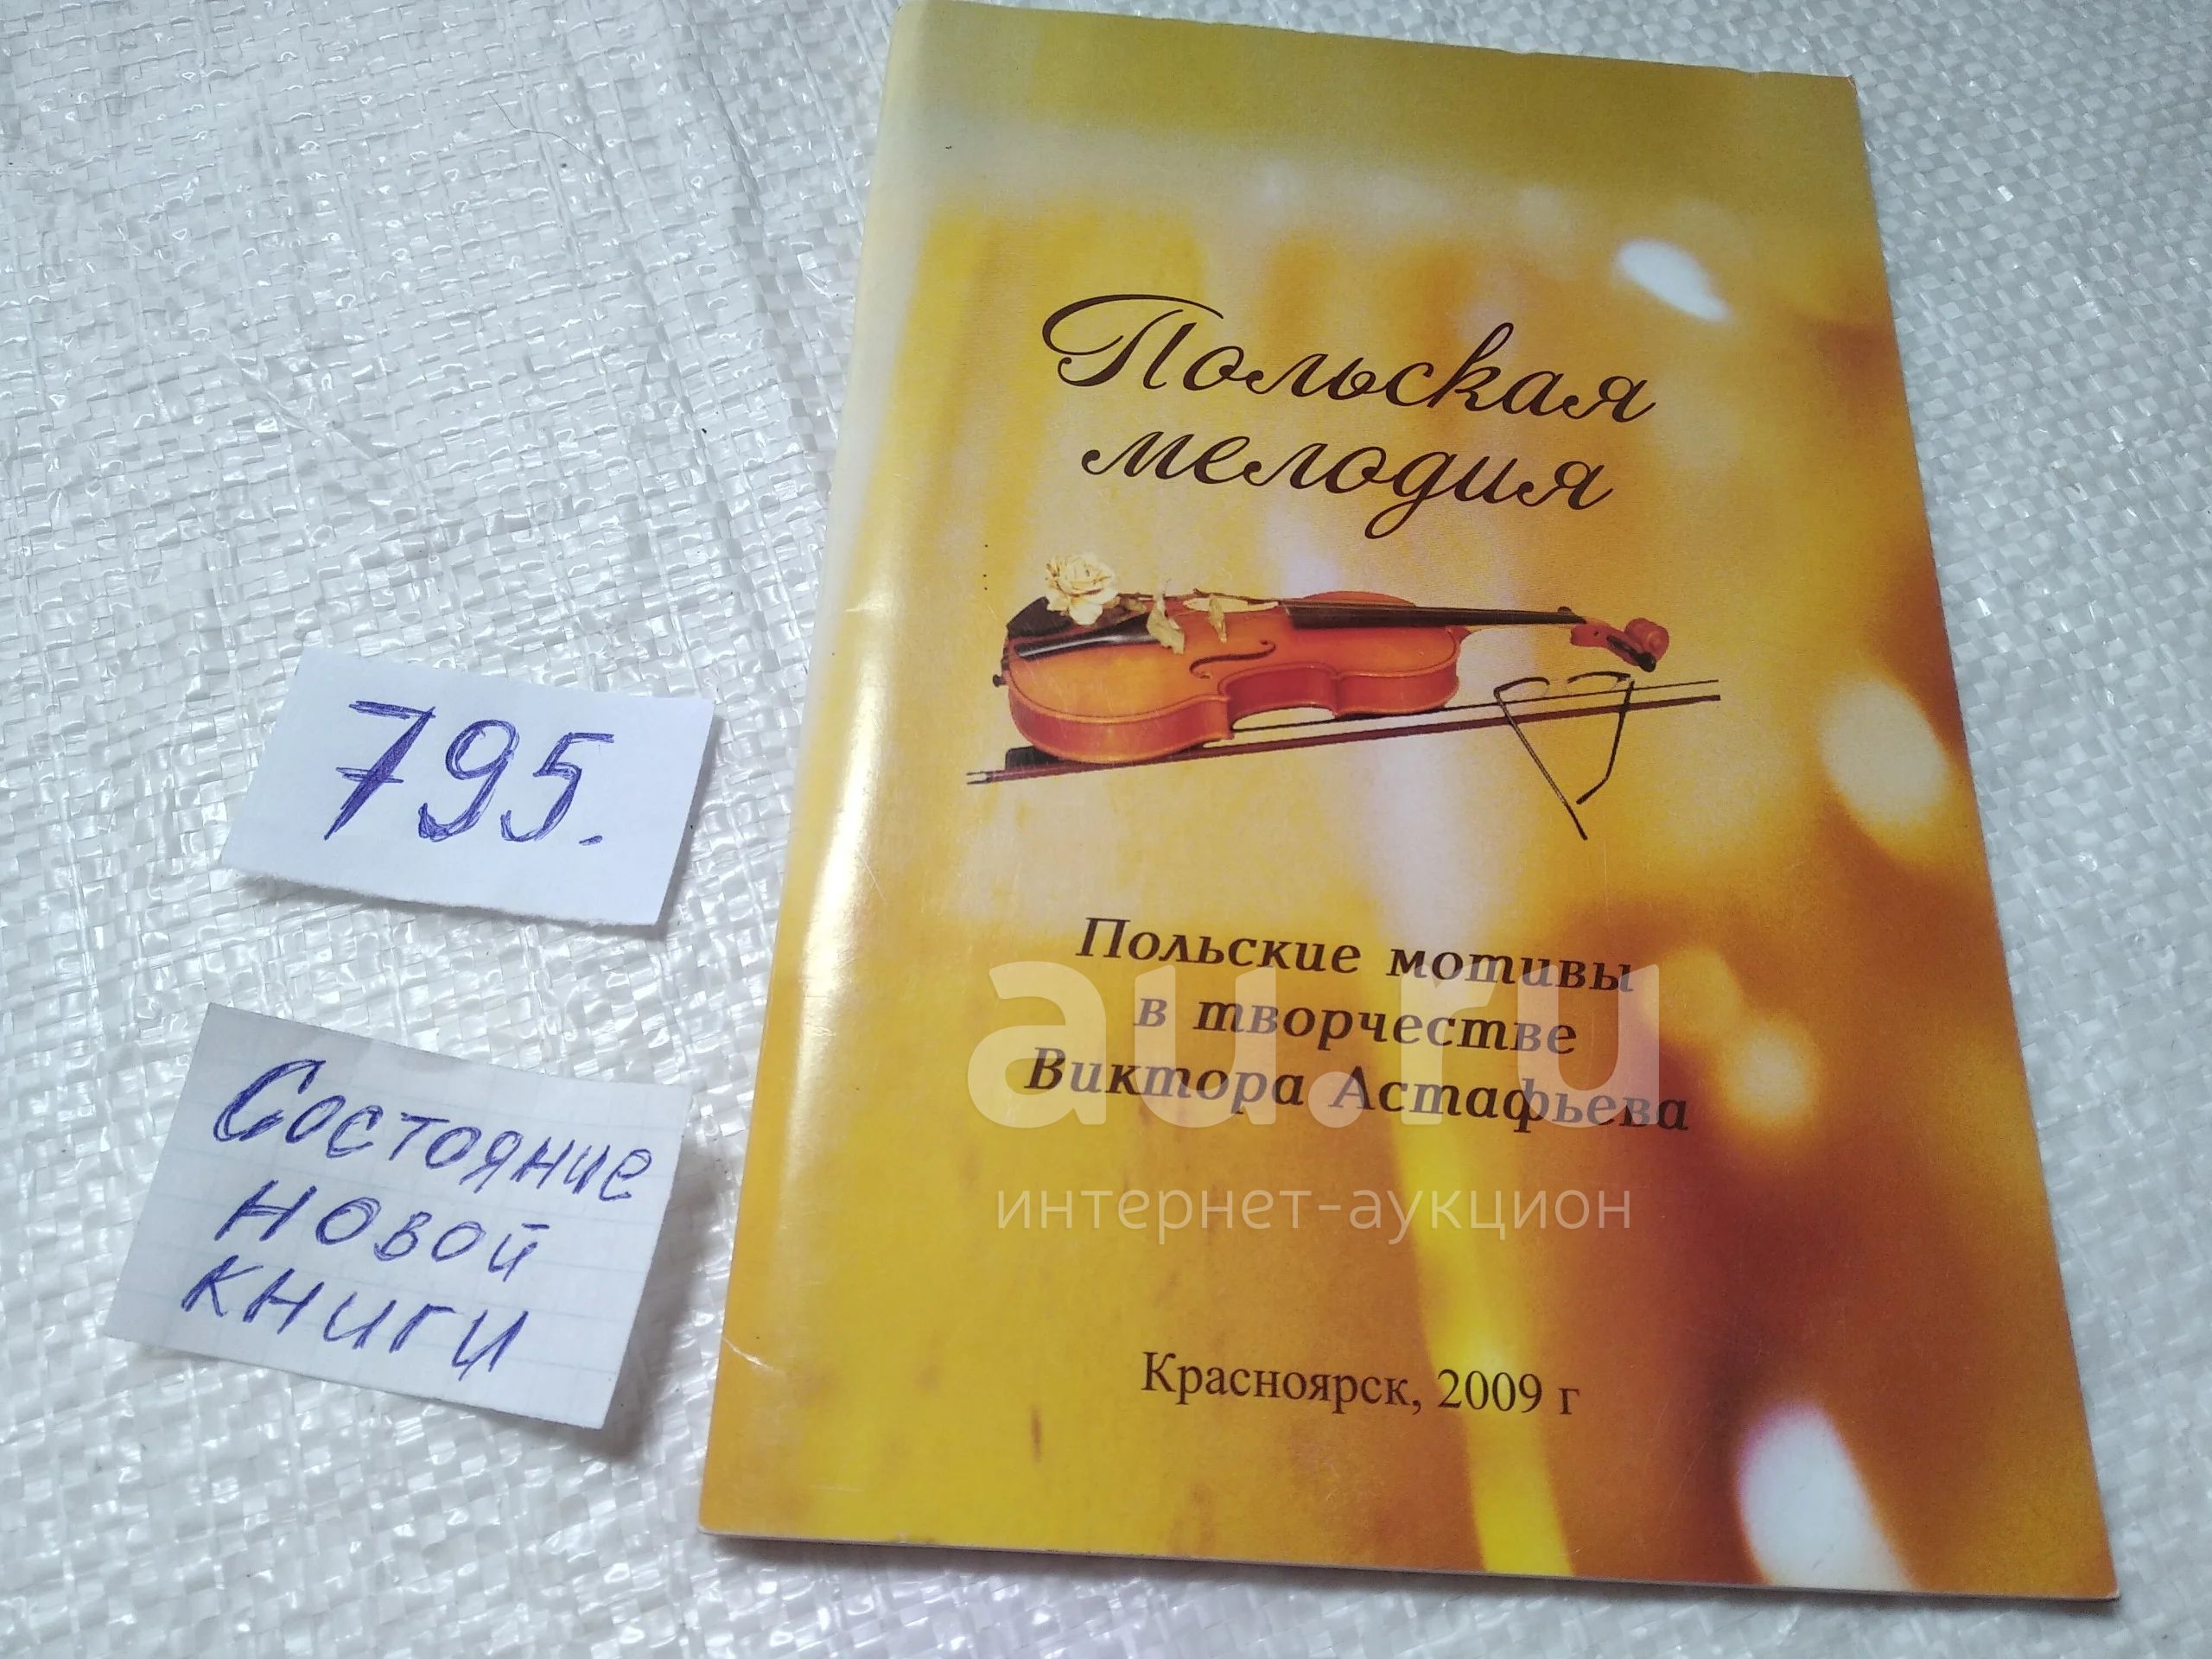 Польская
мелодия
795.
Польские мотивы
в творчестве
Виктора Астафьева
au.ru
интернет-аукцион
Состояние
новой
книги
Красноярск, 2009 г